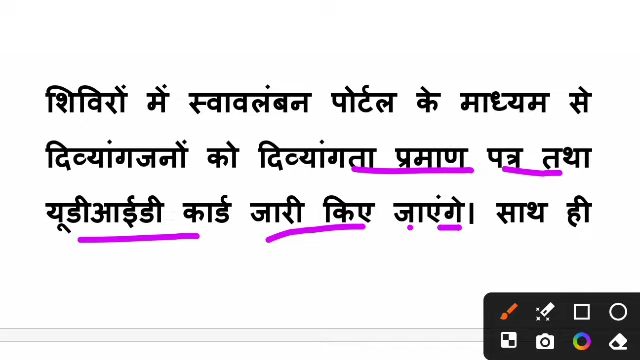 शिविरों में स्वावलंबन पोर्टल के माध्यम से
दिव्यांगजनों को दिव्यांगता प्रमाण पत्र तथा
यूडीआईडी कार्ड जारी किए जाएंगे। साथ ही